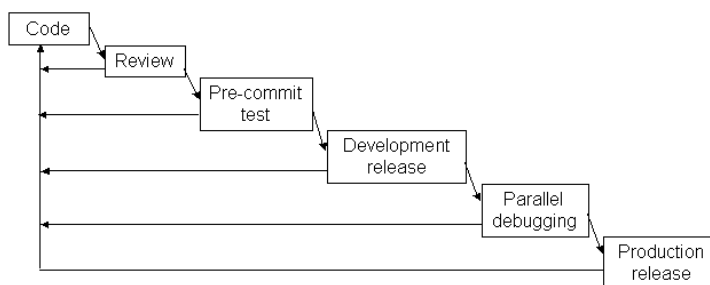 Code
Review
Pre-commit
test
Development
release
Parallel
debugging
Production
release